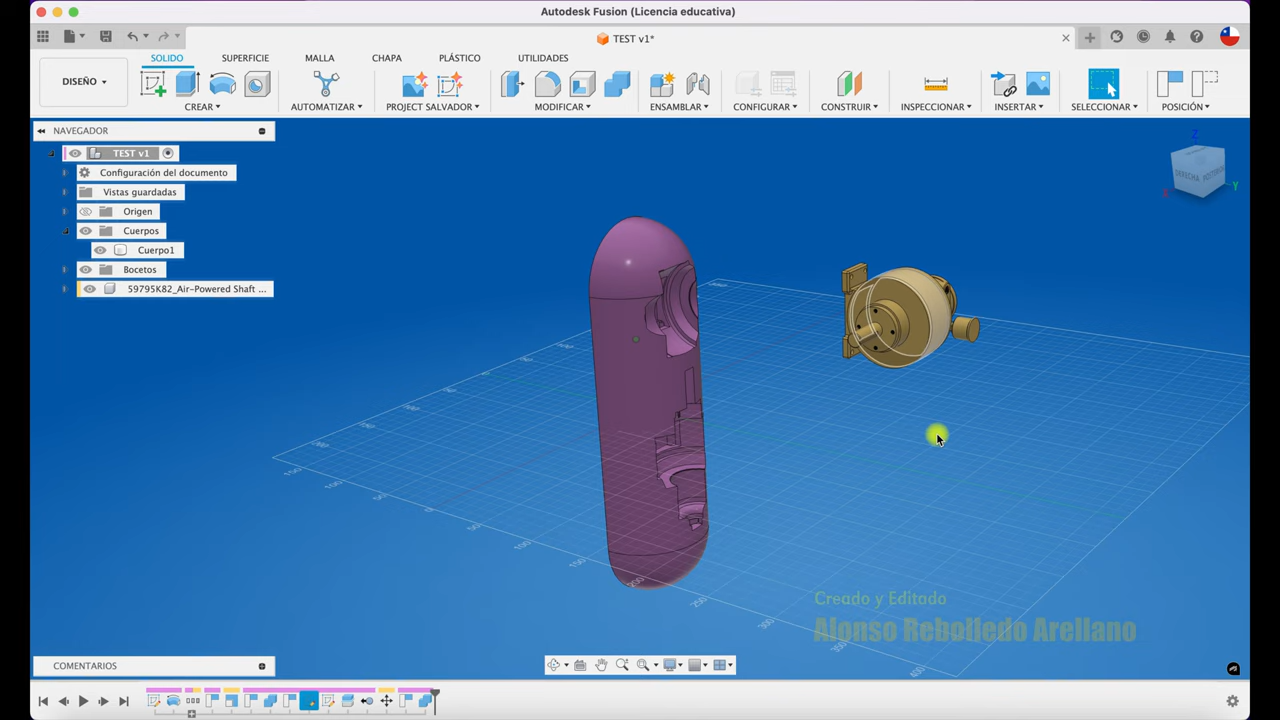 Autodesk Fusion (Licencia educativa)
TEST v1*
DISEÑO
SOLIDO
SUPERFICIE
MALLA
CHAPA
PLÁSTICO
UTILIDADES
CREAR
AUTOMATIZAR
PROJECT SALVADOR
MODIFICAR
ENSAMBLAR
CONFIGURAR
CONSTRUIR
INSPECCIONAR
INSERTAR
SELECCIONAR
POSICIÓN
NAVEGADOR
TEST v1
Configuración del documento
Vistas guardadas
Origen
Cuerpos
Cuerpo1
Bocetos
59795K82_Air-Powered Shaft ...
Z
DERECHA
Y
Creado y Editado
Alonso Rebolledo Arellano
COMENTARIOS